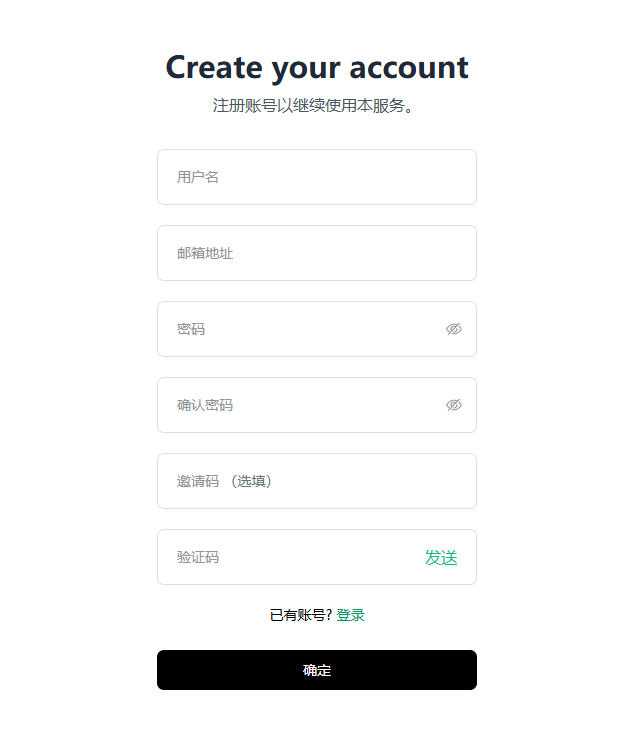 Create your account
注册账号以继续使用本服务。
用户名
邮箱地址
密码
确认密码
邀请码 （选填）
验证码 发送
已有账号? 登录
确定